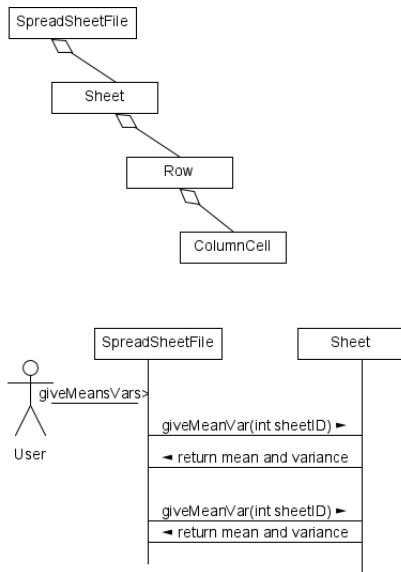 SpreadSheetFile
Sheet
Row
ColumnCell
SpreadSheetFile
Sheet
giveMeansVars>
User
giveMeanVar(int sheetID) ►
◄ return mean and variance
giveMeanVar(int sheetID) ►
◄ return mean and variance